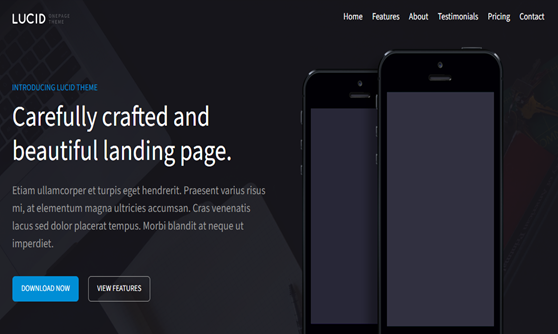 LUCID ONEPAGE
THEME
Home Features About Testimonials Pricing Contact
INTRODUCING LUCID THEME
Carefully crafted and
beautiful landing page.
Etiam ullamcorper et turpis eget hendrerit. Praesent varius risus
mi, at elementum magna ultricies accumsan. Cras venenatis
lacus sed dolor placerat tempus. Morbi blandit at neque ut
imperdiet.
DOWNLOAD NOW VIEW FEATURES